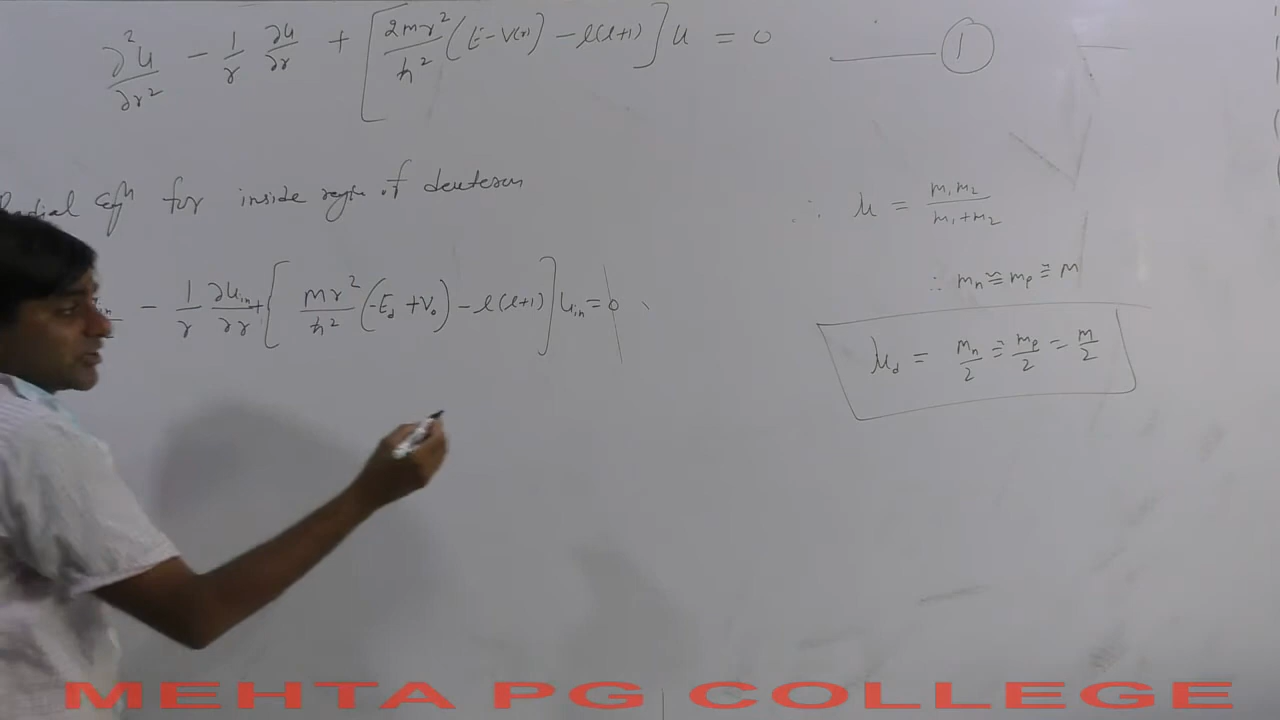 ∂²u/∂r² − 1/r ∂u/∂r + [2mr²/ħ² (E−V(r)) − l(l+1)] u = 0 ——— ①
Radial Eqn for inside region of deuteron
− 1/r ∂u_in/∂r + [mr²/ħ² (−E_d + V_o) − l(l+1)] u_in = 0
∴ μ = m₁m₂/m₁+m₂
∴ m_n ≅ m_p ≅ m
μ_d = m_n/2 ≅ m_p/2 = m/2
MEHTA PG COLLEGE